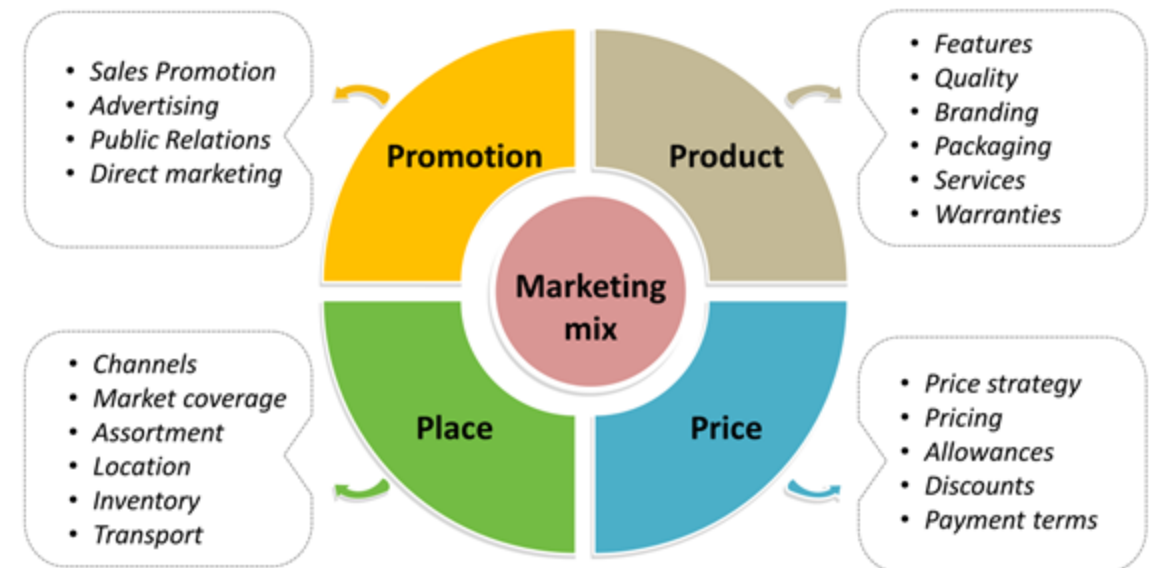 • Sales Promotion
• Advertising
• Public Relations
• Direct marketing
Promotion
Product
• Features
• Quality
• Branding
• Packaging
• Services
• Warranties
Marketing
mix
• Channels
• Market coverage
• Assortment
• Location
• Inventory
• Transport
Place
Price
• Price strategy
• Pricing
• Allowances
• Discounts
• Payment terms